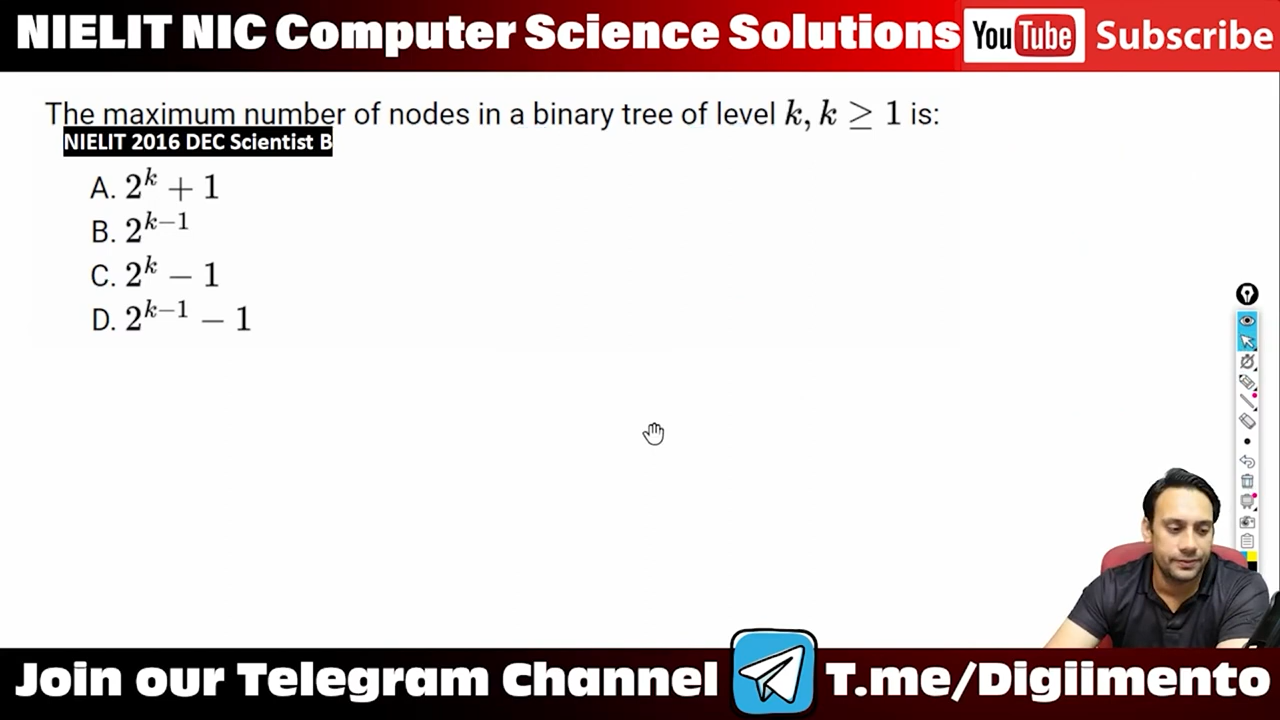 NIELIT NIC Computer Science Solutions YouTube Subscribe
The maximum number of nodes in a binary tree of level k, k ≥ 1 is:
NIELIT 2016 DEC Scientist B
A. 2^k + 1
B. 2^{k−1}
C. 2^k − 1
D. 2^{k−1} − 1
Join our Telegram Channel T.me/Digiimento